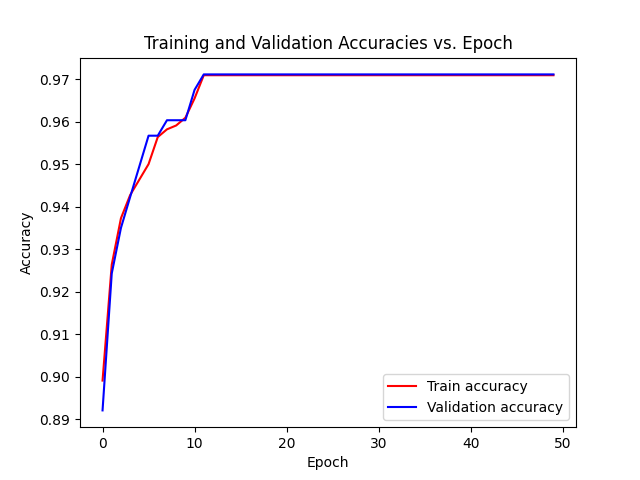 Training and Validation Accuracies vs. Epoch
0.97
0.96
0.95
0.94
0.93
0.92
0.91
0.90
0.89
Accuracy
Train accuracy
Validation accuracy
0 10 20 30 40 50
Epoch